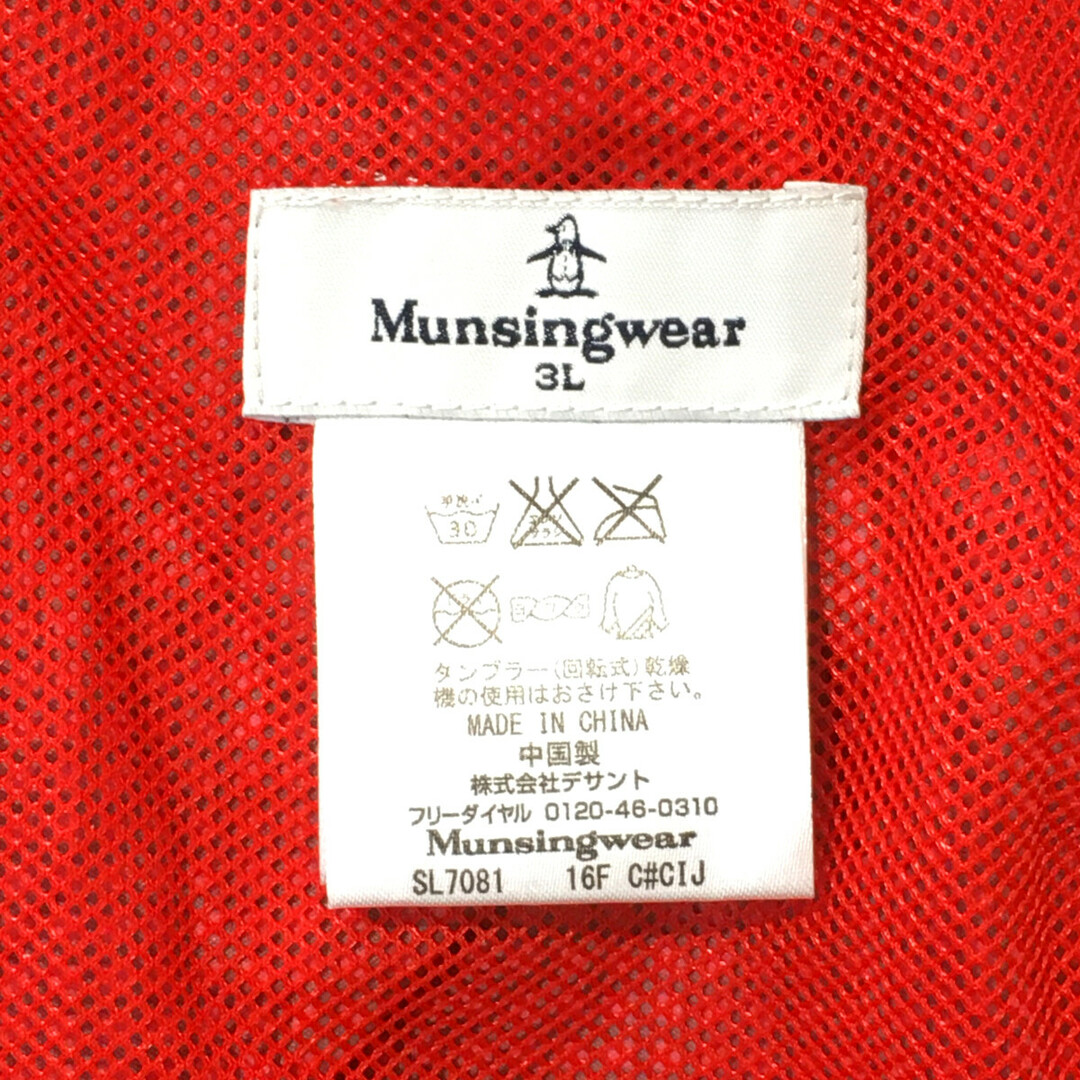 Munsingwear
3L
30
タンブラー(回転式)乾燥
機の使用はおさけ下さい。
MADE IN CHINA
中国製
株式会社デサント
フリーダイヤル 0120-46-0310
Munsingwear
SL7081 16F C#CIJ